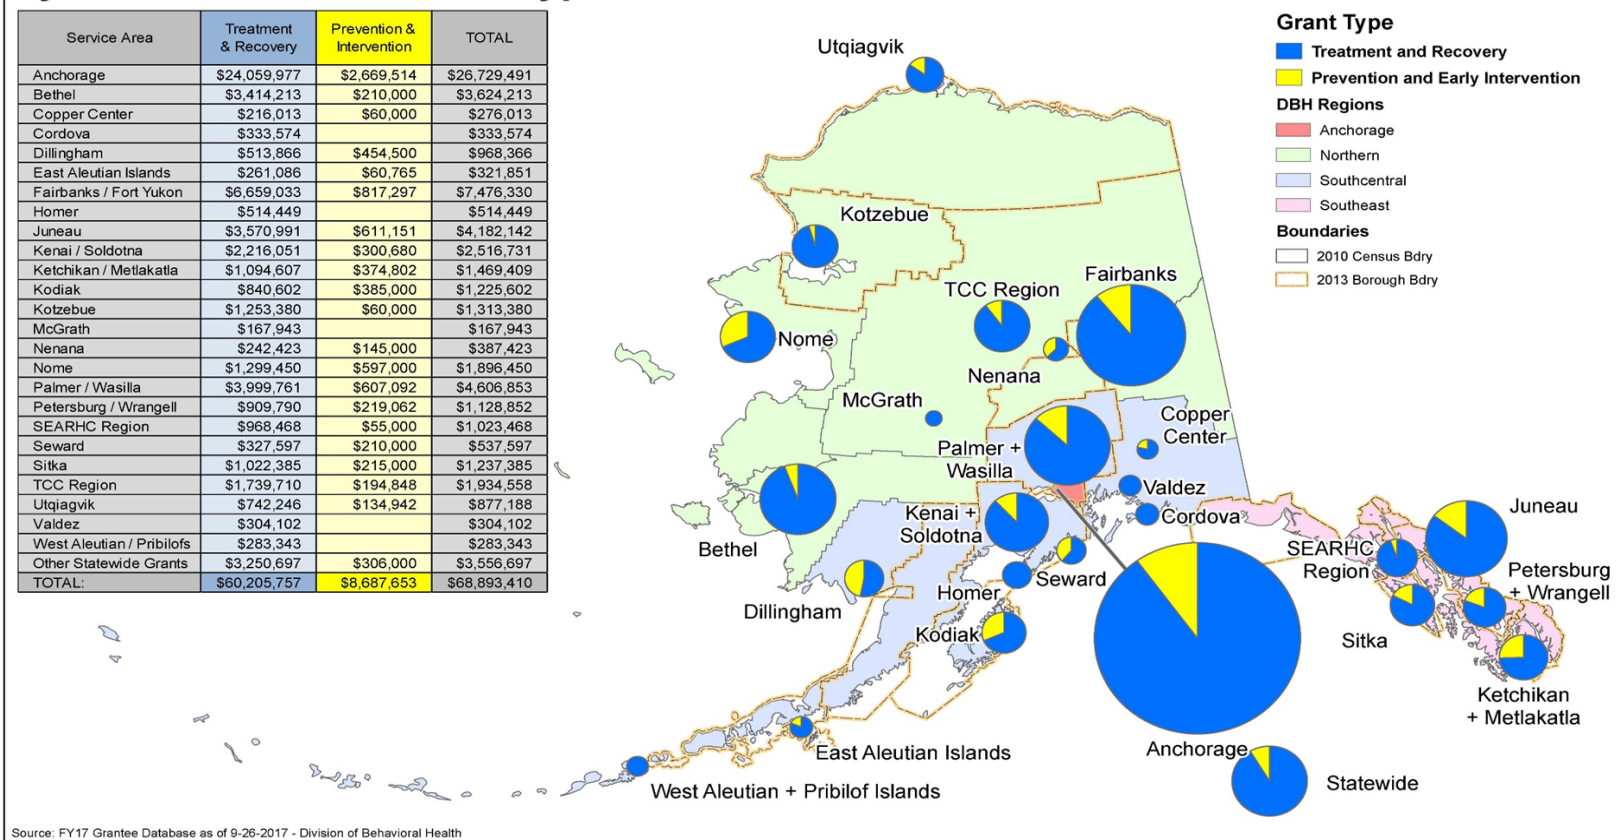 Service Area Treatment & Recovery Prevention & Intervention TOTAL
Anchorage $24,059,977 $2,669,514 $26,729,491
Bethel $3,414,213 $210,000 $3,624,213
Copper Center $216,013 $60,000 $276,013
Cordova $333,574 $333,574
Dillingham $513,866 $454,500 $968,366
East Aleutian Islands $261,086 $60,765 $321,851
Fairbanks / Fort Yukon $6,659,033 $817,297 $7,476,330
Homer $514,449 $514,449
Juneau $3,570,991 $611,151 $4,182,142
Kenai / Soldotna $2,216,051 $300,680 $2,516,731
Ketchikan / Metlakatla $1,094,607 $374,802 $1,469,409
Kodiak $840,602 $385,000 $1,225,602
Kotzebue $1,253,380 $60,000 $1,313,380
McGrath $167,943 $167,943
Nenana $242,423 $145,000 $387,423
Nome $1,299,450 $597,000 $1,896,450
Palmer / Wasilla $3,999,761 $607,092 $4,606,853
Petersburg / Wrangell $909,790 $219,062 $1,128,852
SEARHC Region $968,468 $55,000 $1,023,468
Seward $327,597 $210,000 $537,597
Sitka $1,022,385 $215,000 $1,237,385
TCC Region $1,739,710 $194,848 $1,934,558
Utqiagvik $742,246 $134,942 $877,188
Valdez $304,102 $304,102
West Aleutian / Pribilofs $283,343 $283,343
Other Statewide Grants $3,250,697 $306,000 $3,556,697
TOTAL: $60,205,757 $8,687,653 $68,893,410
Grant Type
Treatment and Recovery
Prevention and Early Intervention
DBH Regions
Anchorage
Northern
Southcentral
Southeast
Boundaries
2010 Census Bdry
2013 Borough Bdry
Utqiagvik
Kotzebue
Fairbanks
TCC Region
Nome
Nenana
McGrath
Copper
Center
Palmer +
Wasilla
Valdez
Kenai +
Soldotna
Cordova
Juneau
Bethel
SEARHC
Region
Petersburg
+ Wrangell
Seward
Homer
Dillingham
Kodiak
Sitka
Ketchikan
+ Metlakatla
Anchorage
East Aleutian Islands
West Aleutian + Pribilof Islands
Statewide
Source: FY17 Grantee Database as of 9-26-2017 - Division of Behavioral Health